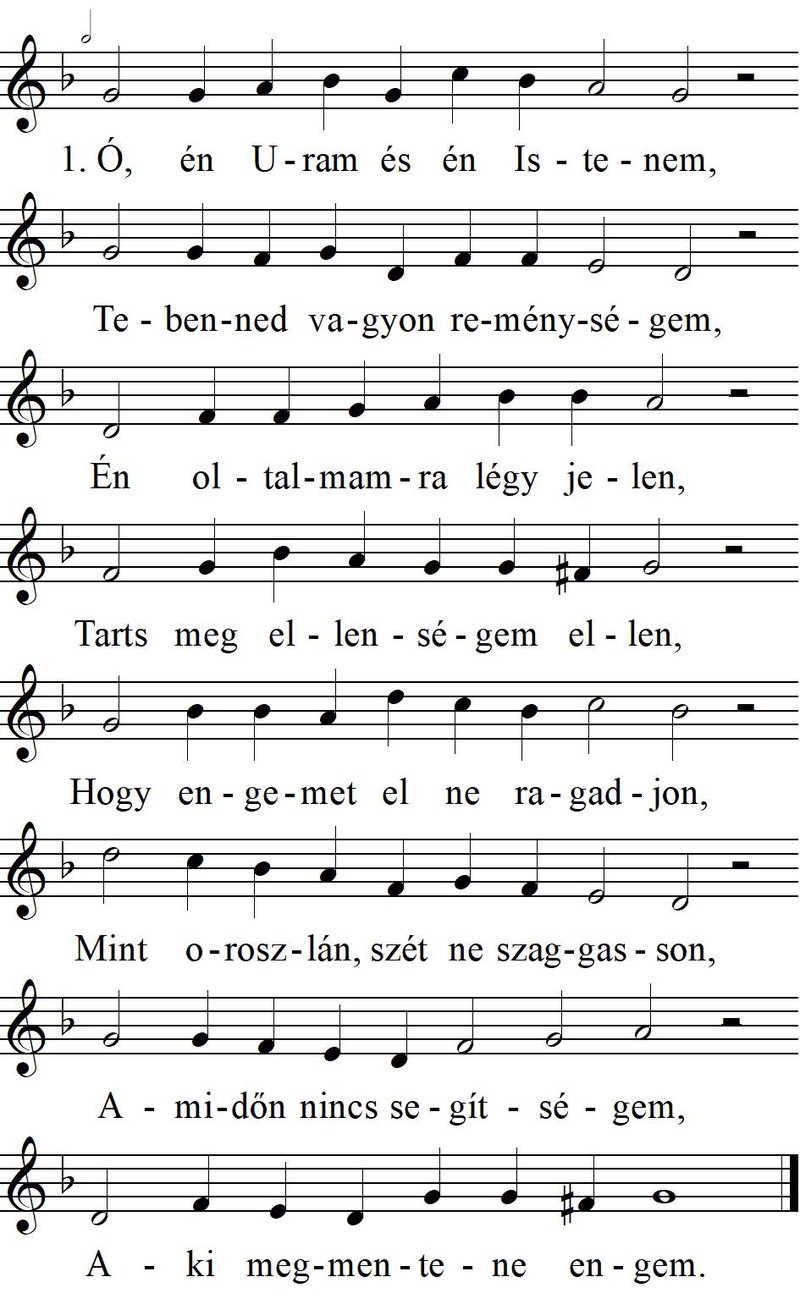 1. Ó, én U - ram és én Is - te - nem,
Te - ben-ned va-gyon re-mény-sé - gem,
Én ol - tal-mam - ra légy je - len,
Tarts meg el - len - sé - gem el - len,
Hogy en - ge-met el ne ra - gad - jon,
Mint o-rosz-lán, szét ne szag-gas - son,
A - mi-dőn nincs se - gít - sé - gem,
A - ki meg-men - te - ne en - gem.